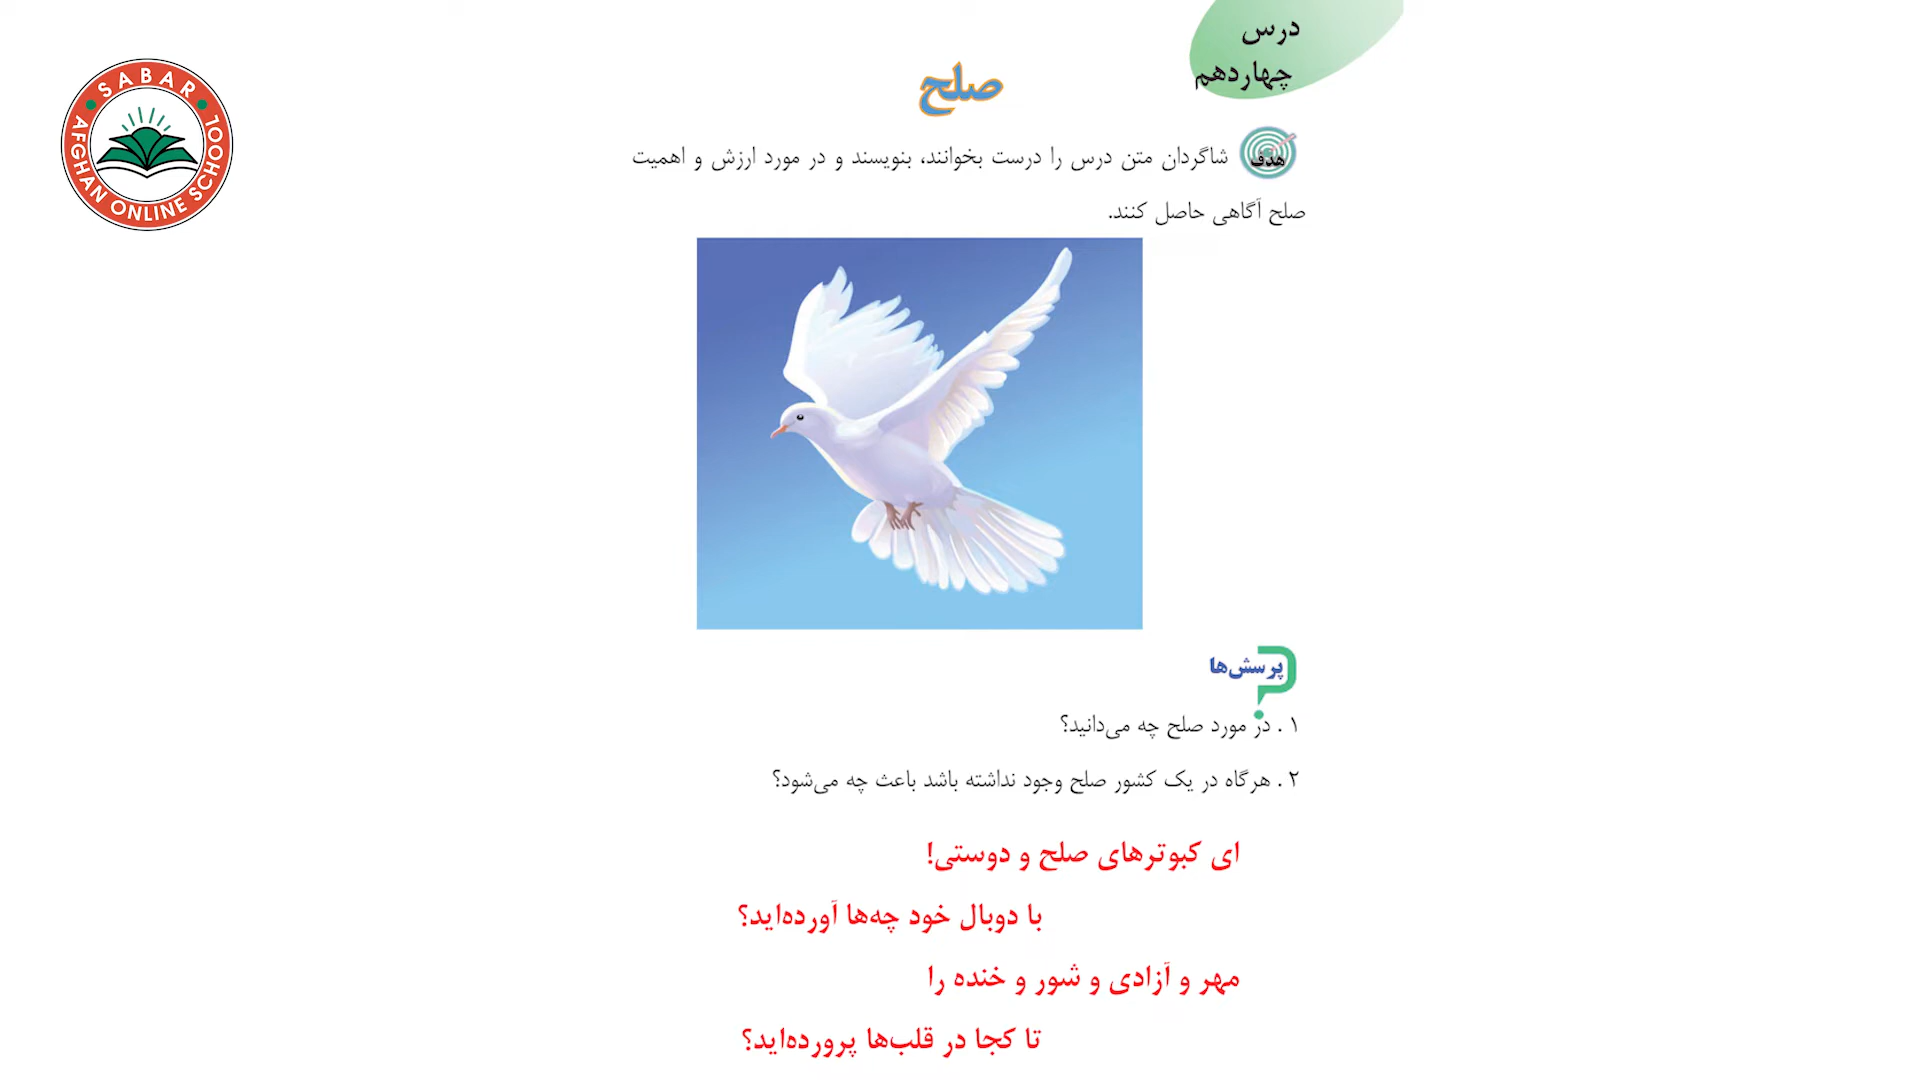 درس
چهاردهم
صلح
SABAR
AFGHAN ONLINE SCHOOL
هدف
شاگردان متن درس را درست بخوانند، بنویسند و در مورد ارزش و اهمیت
صلح آگاهی حاصل کنند.
پرسش‌ها
۱ . در مورد صلح چه می‌دانید؟
۲ . هرگاه در یک کشور صلح وجود نداشته باشد باعث چه می‌شود؟
ای کبوترهای صلح و دوستی!
با دوبال خود چه‌ها آورده‌اید؟
مهر و آزادی و شور و خنده را
تا کجا در قلب‌ها پرورده‌اید؟